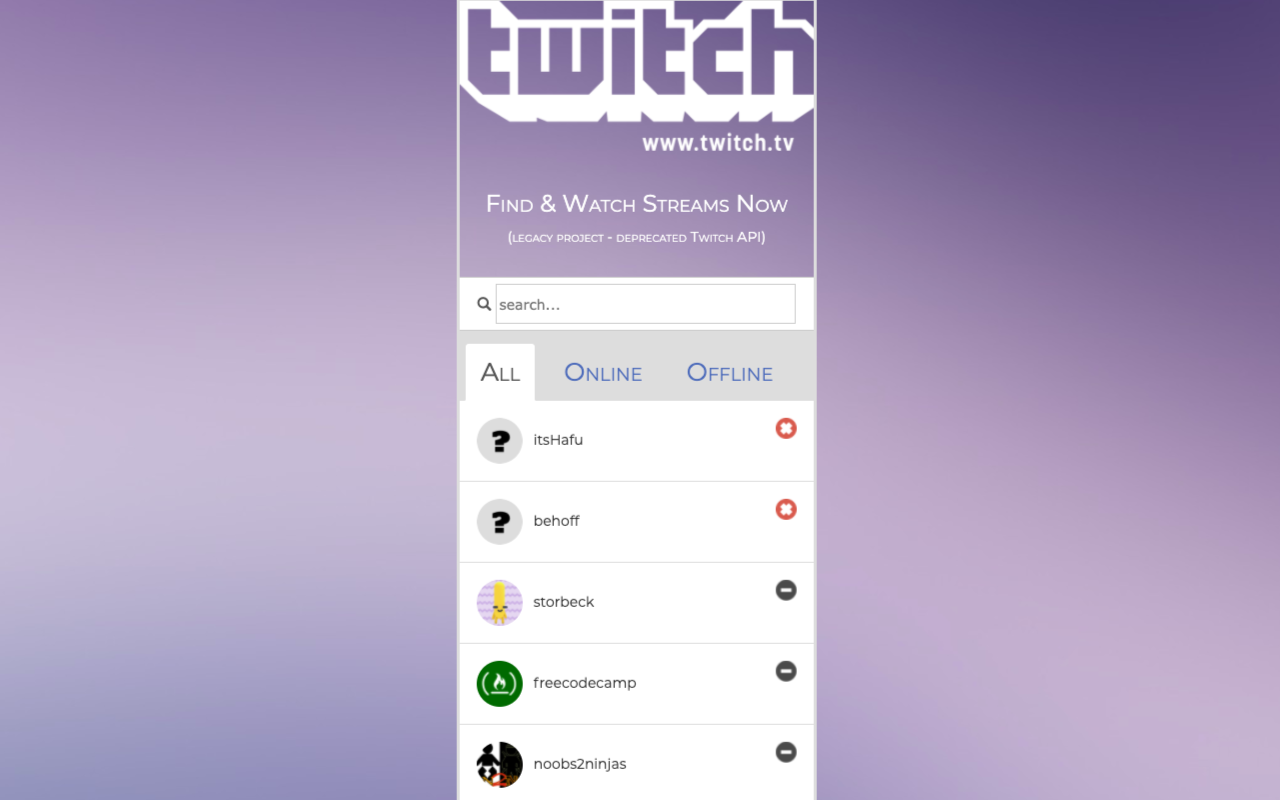 twitch
www.twitch.tv
Find & Watch Streams Now
(legacy project - deprecated Twitch API)
search...
All Online Offline
? itsHafu
? behoff
storbeck
freecodecamp
noobs2ninjas